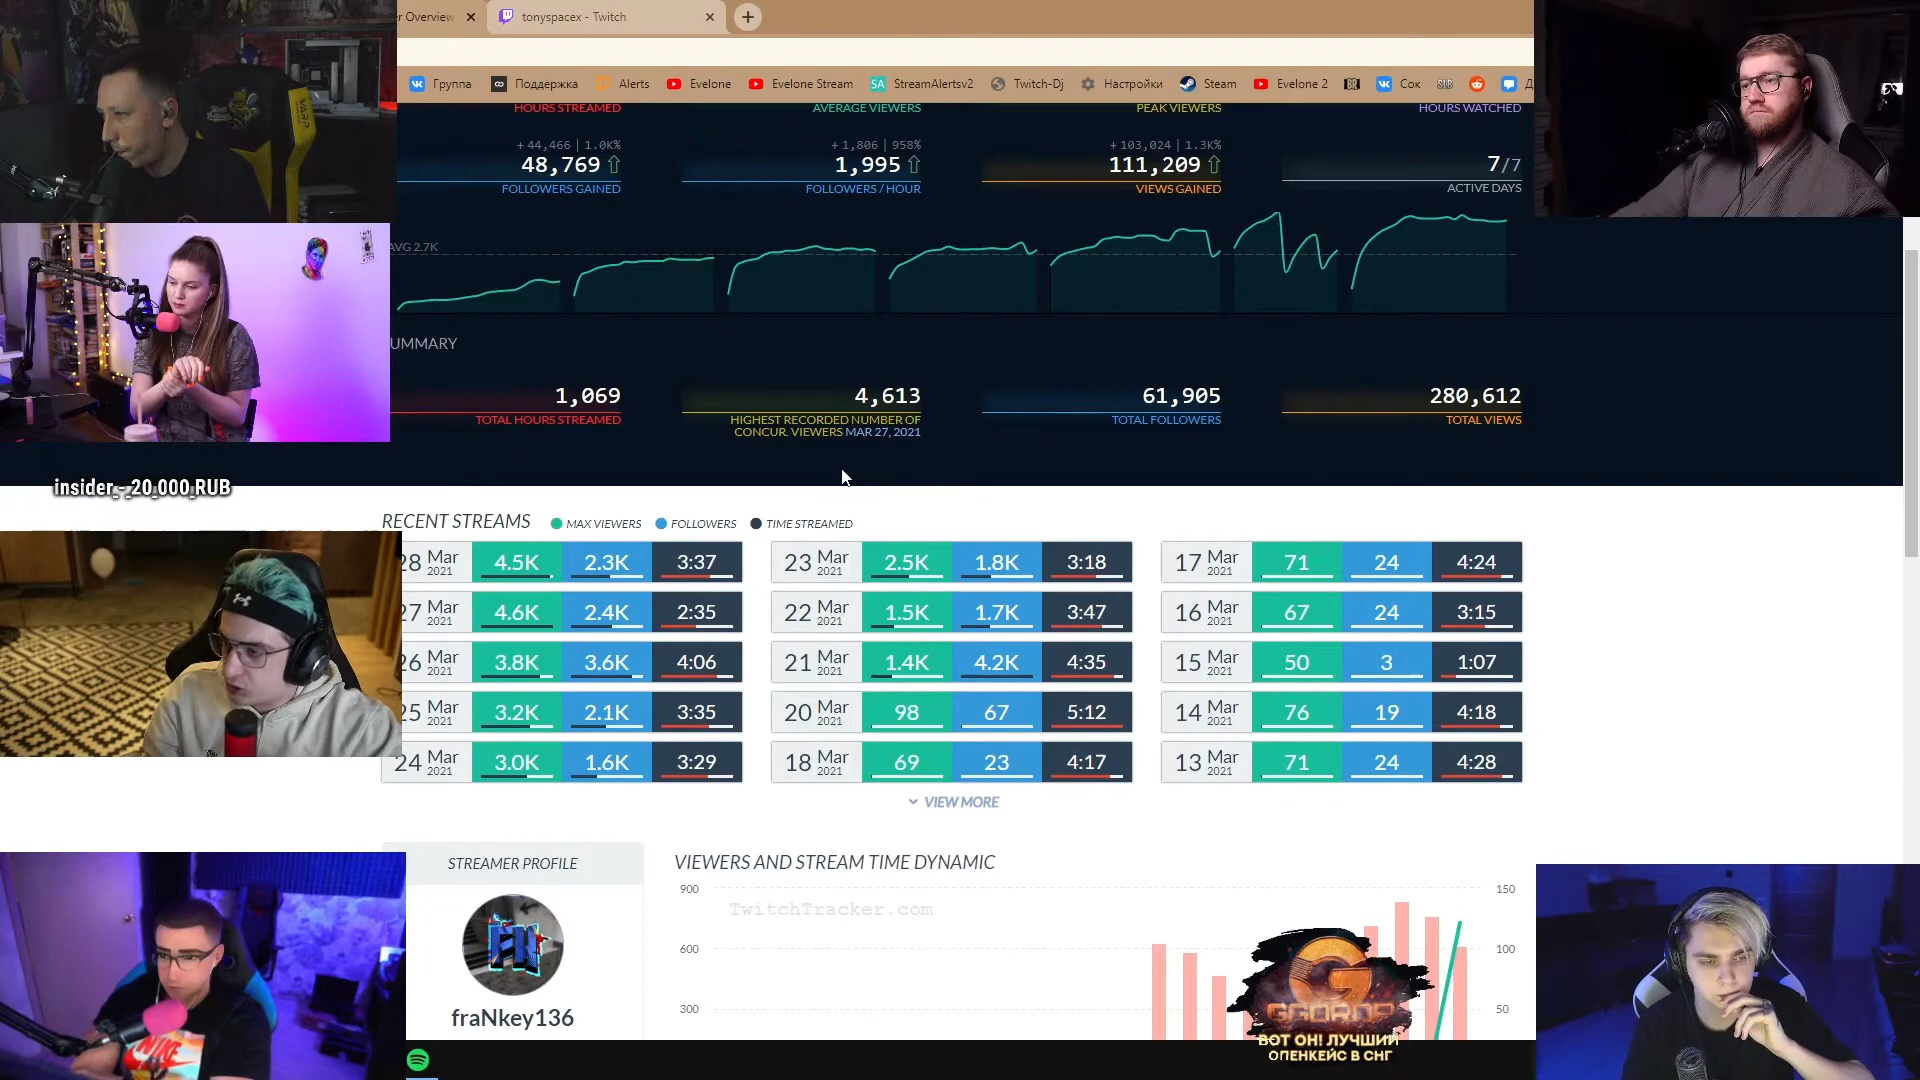 r Overview
tonyspacex - Twitch
Группа
Поддержка
Alerts
Evelone
Evelone Stream
SA
StreamAlertsv2
Twitch-Dj
Настройки
Steam
Evelone 2
BR
Сок
SLB
Д
HOURS STREAMED
AVERAGE VIEWERS
PEAK VIEWERS
HOURS WATCHED
+44,466 | 1.0K%
+1,806 | 958%
+103,024 | 1.3K%
48,769
1,995
111,209
7/7
FOLLOWERS GAINED
FOLLOWERS / HOUR
VIEWS GAINED
ACTIVE DAYS
AVG 2.7K
UMMARY
1,069
4,613
61,905
280,612
TOTAL HOURS STREAMED
HIGHEST RECORDED NUMBER OF
CONCUR. VIEWERS MAR 27, 2021
TOTAL FOLLOWERS
TOTAL VIEWS
insider_- 20 000 RUB
RECENT STREAMS
MAX VIEWERS
FOLLOWERS
TIME STREAMED
28 Mar 2021 4.5K 2.3K 3:37
23 Mar 2021 2.5K 1.8K 3:18
17 Mar 2021 71 24 4:24
27 Mar 2021 4.6K 2.4K 2:35
22 Mar 2021 1.5K 1.7K 3:47
16 Mar 2021 67 24 3:15
26 Mar 2021 3.8K 3.6K 4:06
21 Mar 2021 1.4K 4.2K 4:35
15 Mar 2021 50 3 1:07
25 Mar 2021 3.2K 2.1K 3:35
20 Mar 2021 98 67 5:12
14 Mar 2021 76 19 4:18
24 Mar 2021 3.0K 1.6K 3:29
18 Mar 2021 69 23 4:17
13 Mar 2021 71 24 4:28
VIEW MORE
STREAMER PROFILE
VIEWERS AND STREAM TIME DYNAMIC
900
150
TwitchTracker.com
600
100
300
50
fraNkey136
GGDROP
ВОТ ОН! ЛУЧШИЙ
ОПЕНКЕЙС В СНГ